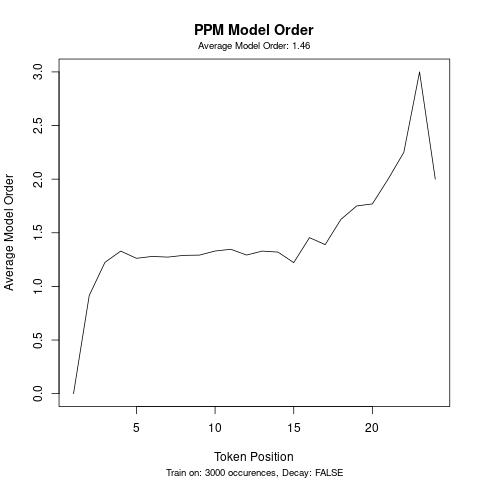 PPM Model Order
Average Model Order: 1.46
Average Model Order
3.0
2.5
2.0
1.5
1.0
0.5
0.0
5 10 15 20
Token Position
Train on: 3000 occurences, Decay: FALSE